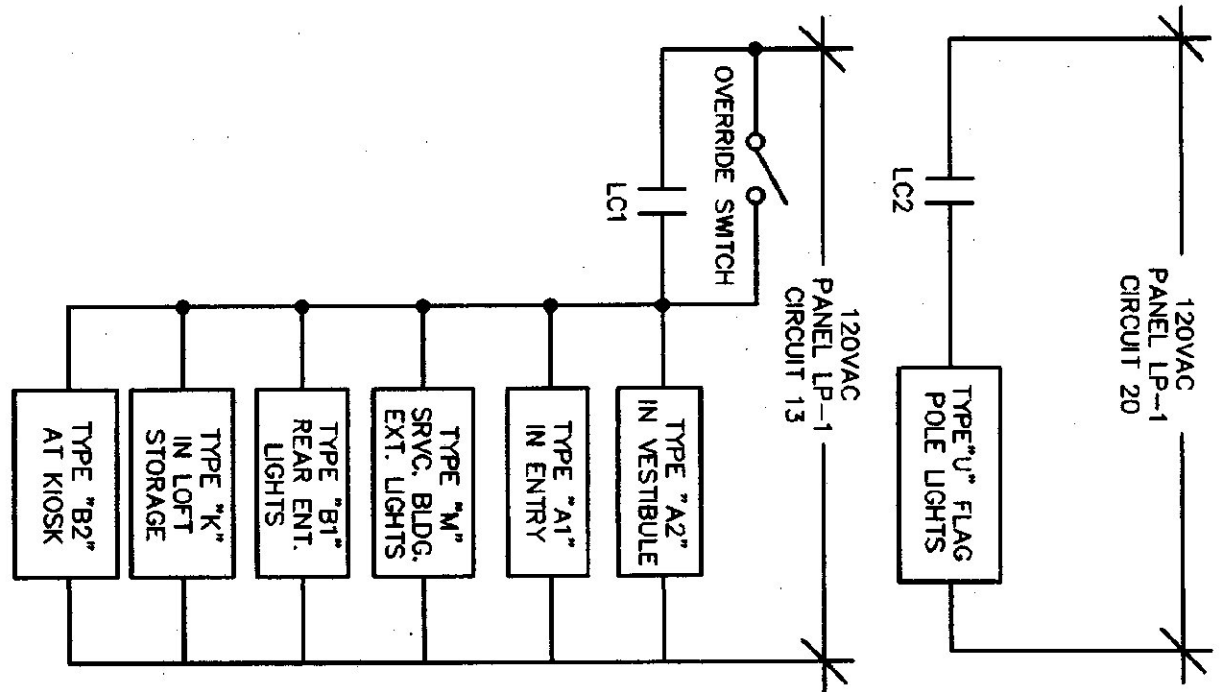 120VAC
PANEL LP-1
CIRCUIT 20
LC2
TYPE"U" FLAG
POLE LIGHTS
120VAC
PANEL LP-1
CIRCUIT 13
OVERRIDE SWITCH
LC1
TYPE "A2"
IN VESTIBULE
TYPE "A1"
IN ENTRY
TYPE "M"
SRVC. BLDG.
EXT. LIGHTS
TYPE "B1"
REAR ENT.
LIGHTS
TYPE "K"
IN LOFT
STORAGE
TYPE "B2"
AT KIOSK